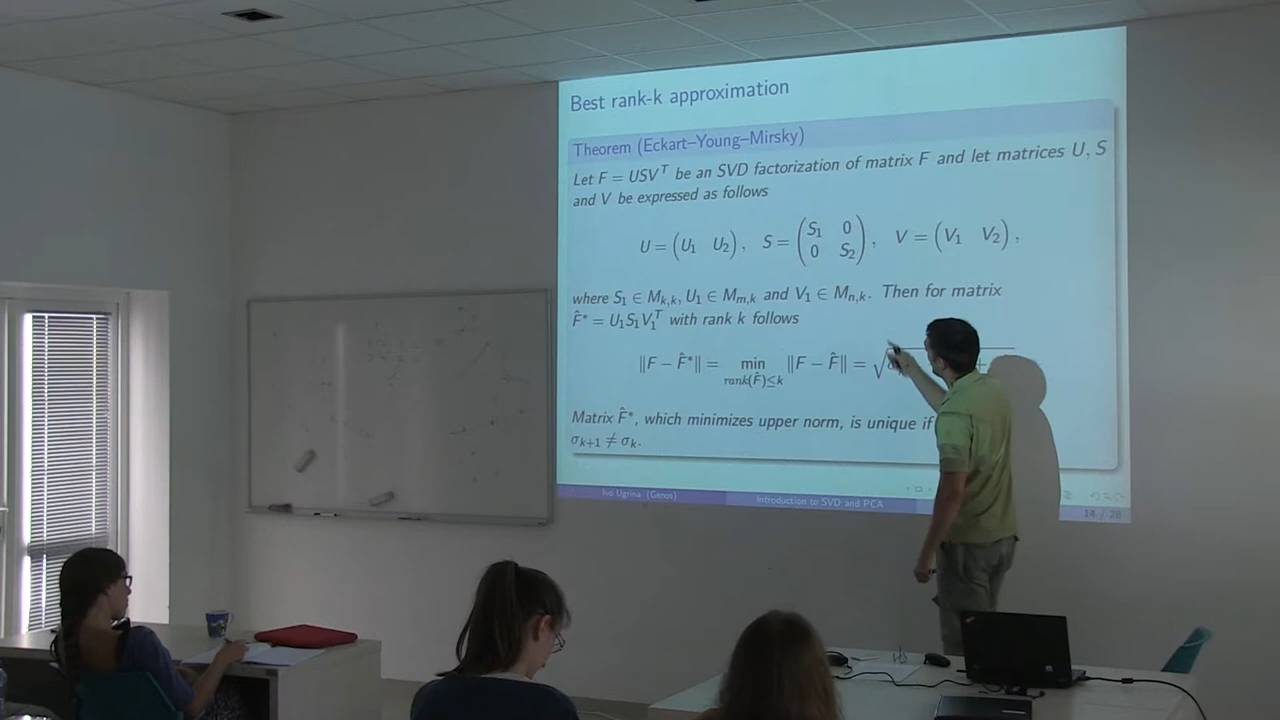 Best rank-k approximation
Theorem (Eckart–Young–Mirsky)
Let F = USVᵀ be an SVD factorization of matrix F and let matrices U, S
and V be expressed as follows
U = (U₁ U₂), S = (S₁ 0
0 S₂), V = (V₁ V₂),
where S₁ ∈ Mₖ,ₖ, U₁ ∈ Mₘ,ₖ and V₁ ∈ Mₙ,ₖ. Then for matrix
F̂* = U₁S₁V₁ᵀ with rank k follows
‖F − F̂*‖ = min ‖F − F̂‖ = √
rank(F̂)≤k
Matrix F̂*, which minimizes upper norm, is unique if
σₖ₊₁ ≠ σₖ.
Ivo Ugrina (Genos) Introduction to SVD and PCA 14 / 28